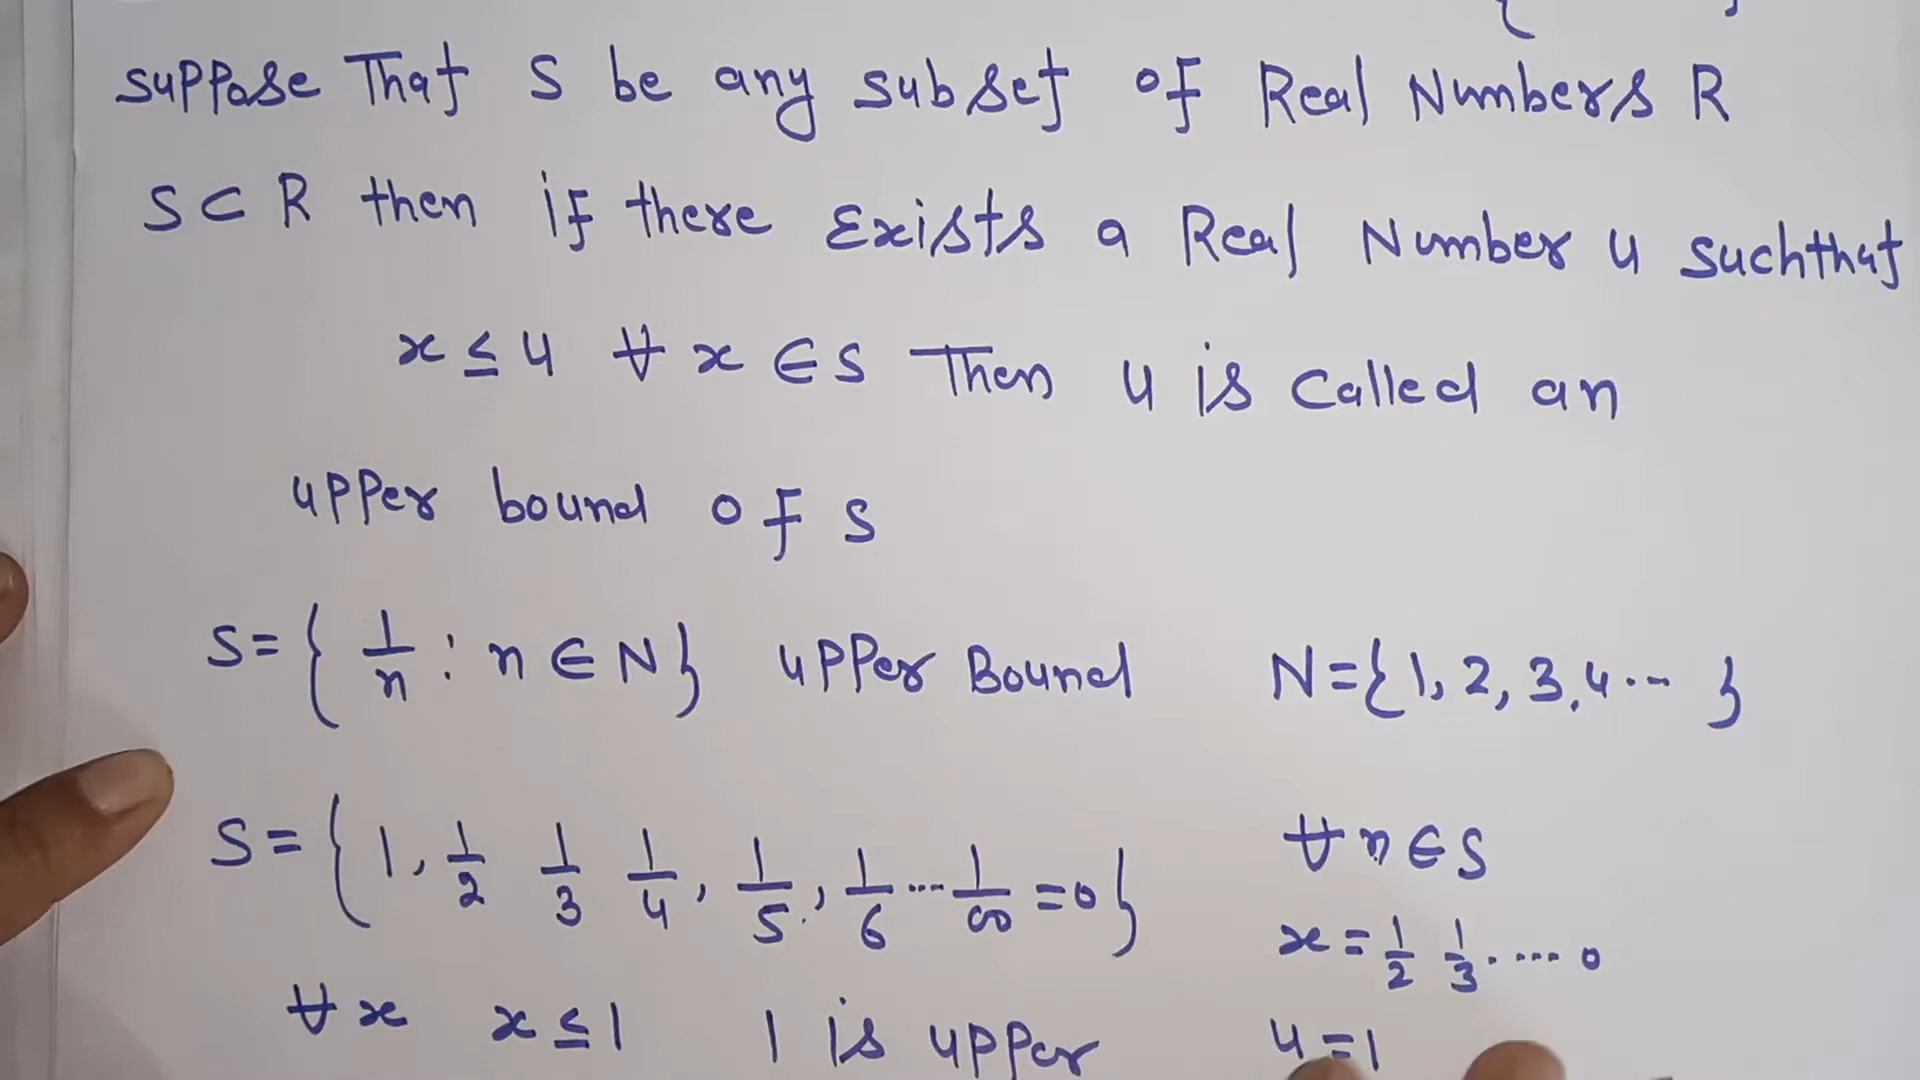 Suppose That S be any subset of Real Numbers R
S⊂R then if there Exists a Real Number u suchthat
x≤u ∀ x ∈ S Then u is called an
upper bound of S
S={1/n : n ∈ N} upper Bound N={1, 2, 3, 4... }
S={1, 1/2 1/3 1/4, 1/5, 1/6 ... 1/∞ =0} ∀ n ∈ S
x = 1/2 1/3 ..... 0
∀ x x≤1 1 is upper u=1